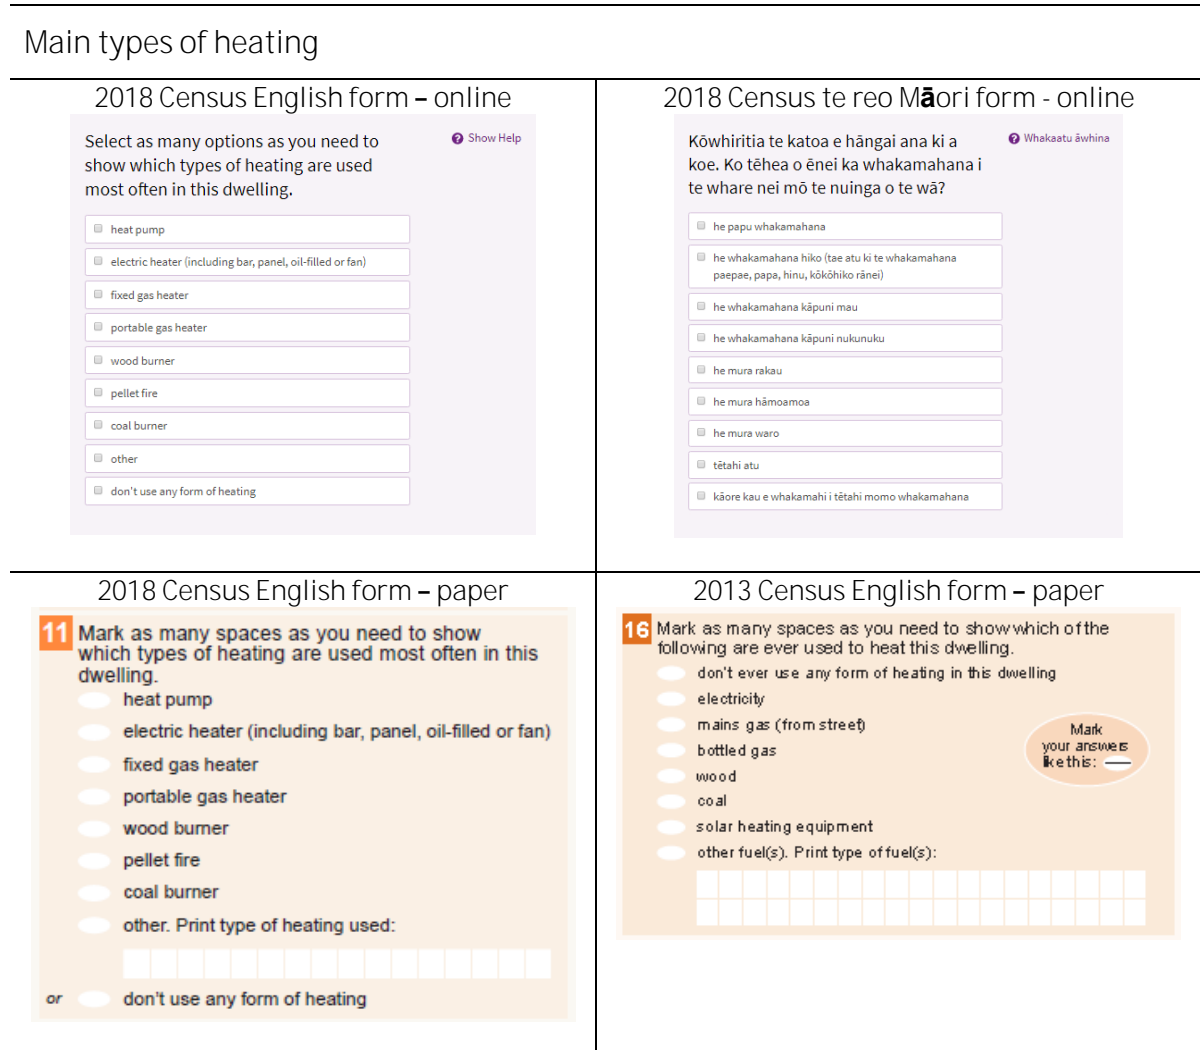 Main types of heating
2018 Census English form – online
Select as many options as you need to
show which types of heating are used
most often in this dwelling.
Show Help
heat pump
electric heater (including bar, panel, oil-filled or fan)
fixed gas heater
portable gas heater
wood burner
pellet fire
coal burner
other
don't use any form of heating
2018 Census te reo Māori form - online
Kōwhiritia te katoa e hāngai ana ki a
koe. Ko tēhea o ēnei ka whakamahana i
te whare nei mō te nuinga o te wā?
Whakaatu āwhina
he papu whakamahana
he whakamahana hiko (tae atu ki te whakamahana
paepae, papa, hinu, kōkōhiko rānei)
he whakamahana kāpuni mau
he whakamahana kāpuni nukunuku
he mura rakau
he mura hāmoamoa
he mura waro
tētahi atu
kāore kau e whakamahi i tētahi momo whakamahana
2018 Census English form – paper
11 Mark as many spaces as you need to show
which types of heating are used most often in this
dwelling.
heat pump
electric heater (including bar, panel, oil-filled or fan)
fixed gas heater
portable gas heater
wood burner
pellet fire
coal burner
other. Print type of heating used:
or don't use any form of heating
2013 Census English form – paper
16 Mark as many spaces as you need to show which of the
following are ever used to heat this dwelling.
don't ever use any form of heating in this dwelling
electricity
mains gas (from street)
bottled gas
wood
coal
solar heating equipment
other fuel(s). Print type of fuel(s):
Mark
your answers
like this: